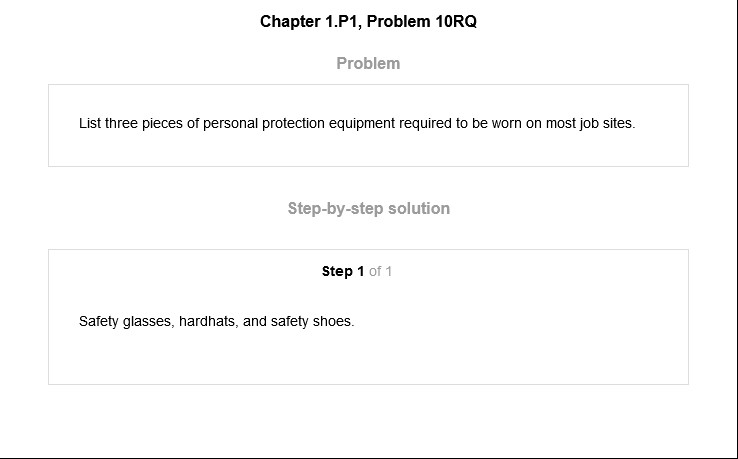 Chapter 1.P1, Problem 10RQ
Problem
List three pieces of personal protection equipment required to be worn on most job sites.
Step-by-step solution
Step 1 of 1
Safety glasses, hardhats, and safety shoes.